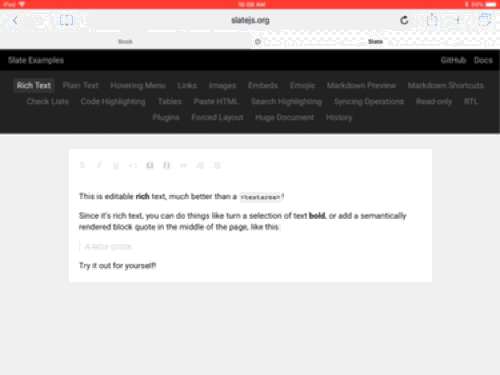 iPad 10:08 AM 99%
slatejs.org
Book Slate
Slate Examples GitHub Docs
Rich Text Plain Text Hovering Menu Links Images Embeds Emojis Markdown Preview Markdown Shortcuts
Check Lists Code Highlighting Tables Paste HTML Search Highlighting Syncing Operations Read-only RTL
Plugins Forced Layout Huge Document History
B I U <>
This is editable rich text, much better than a <textarea>!
Since it's rich text, you can do things like turn a selection of text bold, or add a semantically
rendered block quote in the middle of the page, like this:
A wise quote.
Try it out for yourself!